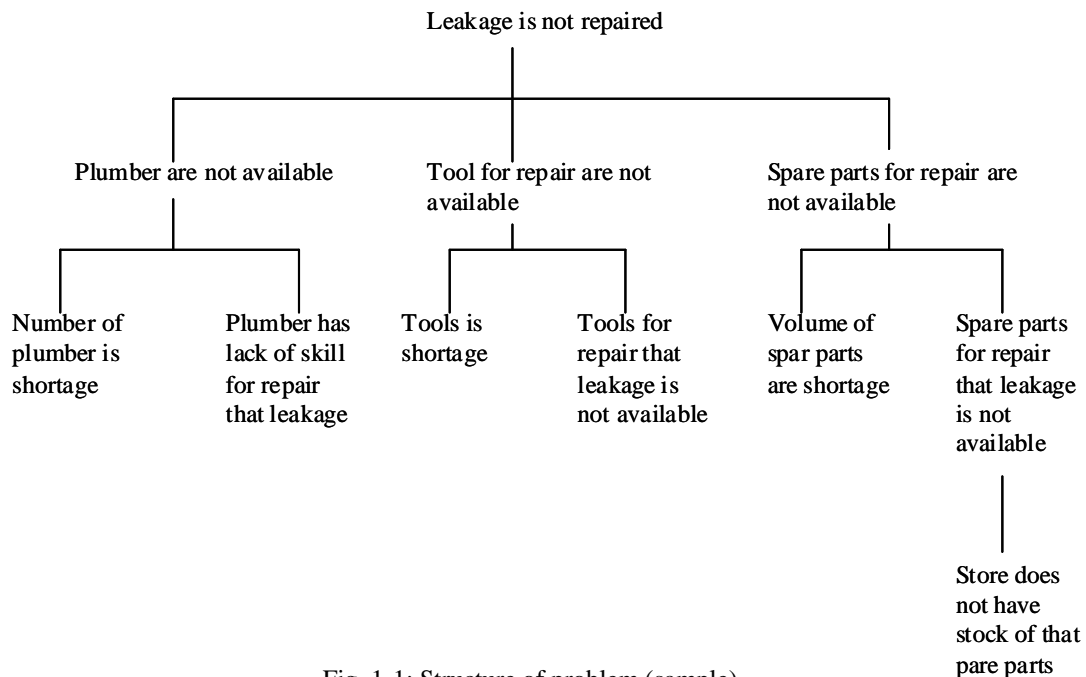 Leakage is not repaired
Plumber are not available
Tool for repair are not
available
Spare parts for repair are
not available
Number of
plumber is
shortage
Plumber has
lack of skill
for repair
that leakage
Tools is
shortage
Tools for
repair that
leakage is
not available
Volume of
spar parts
are shortage
Spare parts
for repair
that leakage
is not
available
Store does
not have
stock of that
pare parts
Fig. 1-1: Structure of problem (sample)